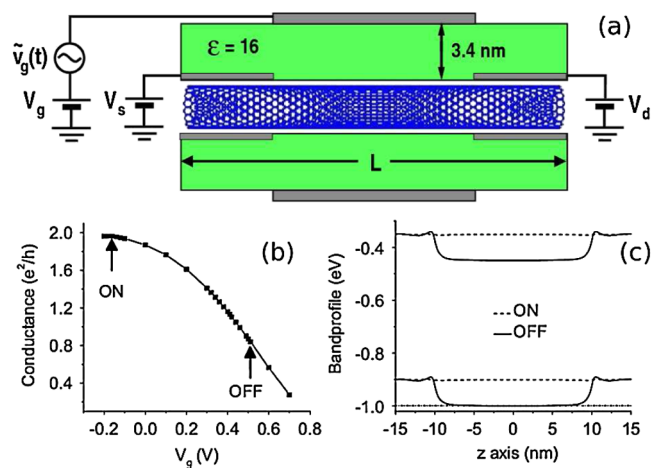 (a)
ε = 16
3.4 nm
ṽg(t)
Vg
Vs
Vd
L
(b)
Conductance (e²/h)
2.0
1.6
1.2
0.8
0.4
ON
OFF
-0.2 0.0 0.2 0.4 0.6 0.8
Vg (V)
(c)
Bandprofile (eV)
-0.4
-0.6
-0.8
-1.0
ON
OFF
-15 -10 -5 0 5 10 15
z axis (nm)